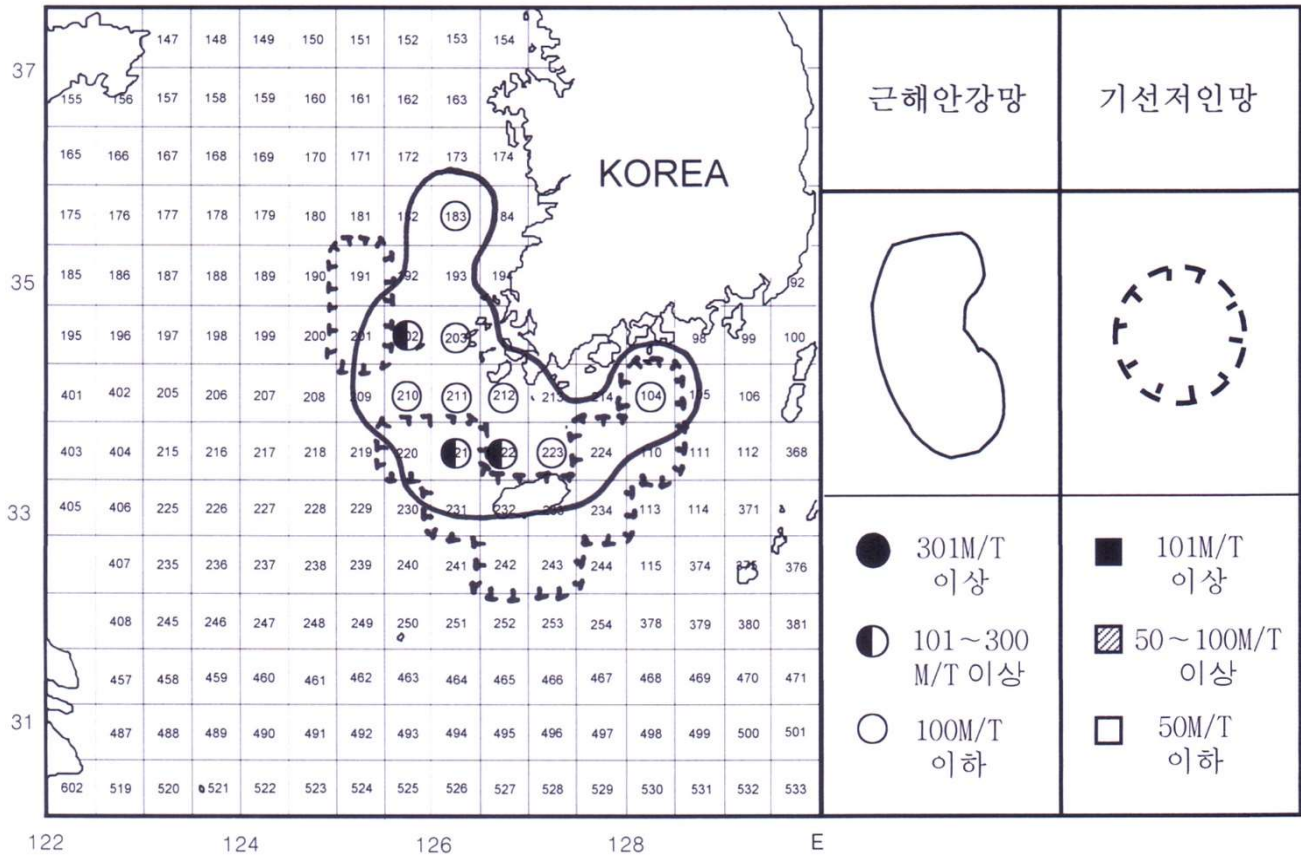 147 148 149 150 151 152 153 154
37
155 156 157 158 159 160 161 162 163
165 166 167 168 169 170 171 172 173 174
KOREA
175 176 177 178 179 180 181 182 183 184
35
185 186 187 188 189 190 191 192 193 194 92
195 196 197 198 199 200 201 202 203 98 99 100
401 402 205 206 207 208 209 210 211 212 213 214 104 105 106
403 404 215 216 217 218 219 220 221 222 223 224 110 111 112 368
33
405 406 225 226 227 228 229 230 231 232 233 234 113 114 371
407 235 236 237 238 239 240 241 242 243 244 115 374 375 376
408 245 246 247 248 249 250 251 252 253 254 378 379 380 381
457 458 459 460 461 462 463 464 465 466 467 468 469 470 471
31
487 488 489 490 491 492 493 494 495 496 497 498 499 500 501
602 519 520 521 522 523 524 525 526 527 528 529 530 531 532 533
122 124 126 128 E
근해안강망
기선저인망
301M/T
이상
101~300
M/T 이상
100M/T
이하
101M/T
이상
50~100M/T
이상
50M/T
이하